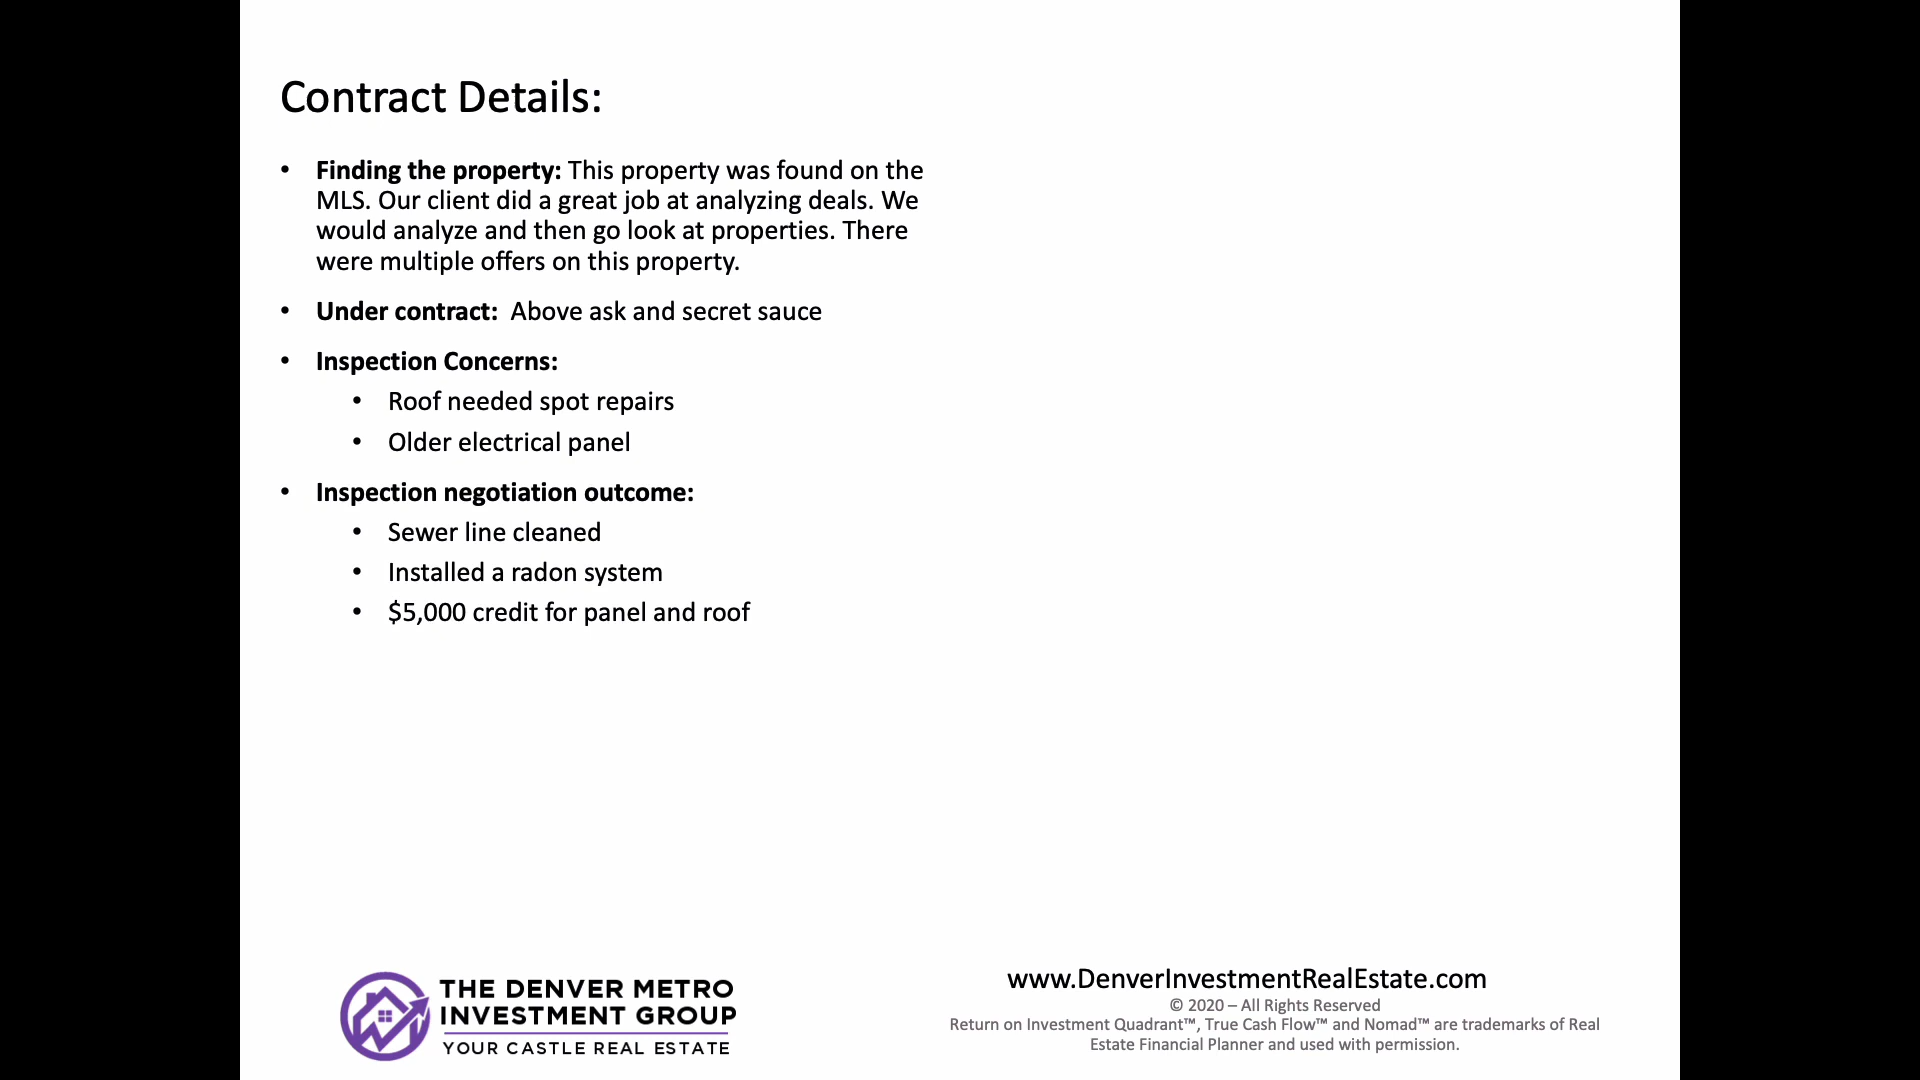 Contract Details:
• Finding the property: This property was found on the
MLS. Our client did a great job at analyzing deals. We
would analyze and then go look at properties. There
were multiple offers on this property.
• Under contract:  Above ask and secret sauce
• Inspection Concerns:
• Roof needed spot repairs
• Older electrical panel
• Inspection negotiation outcome:
• Sewer line cleaned
• Installed a radon system
• $5,000 credit for panel and roof
THE DENVER METRO
INVESTMENT GROUP
YOUR CASTLE REAL ESTATE
www.DenverInvestmentRealEstate.com
© 2020 – All Rights Reserved
Return on Investment Quadrant™, True Cash Flow™ and Nomad™ are trademarks of Real
Estate Financial Planner and used with permission.